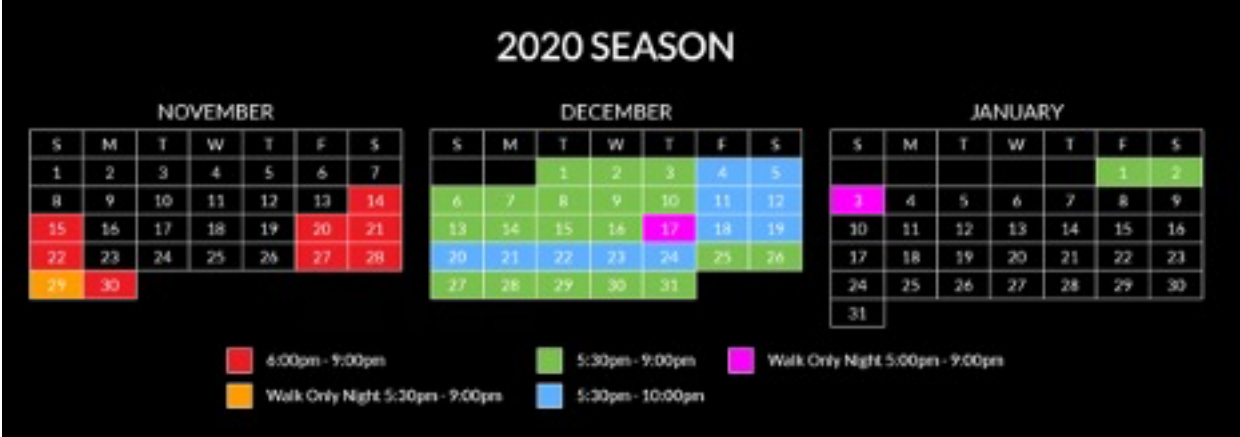 2020 SEASON
NOVEMBER
S M T W T F S
1 2 3 4 5 6 7
8 9 10 11 12 13 14
15 16 17 18 19 20 21
22 23 24 25 26 27 28
29 30
DECEMBER
S M T W T F S
1 2 3 4 5
6 7 8 9 10 11 12
13 14 15 16 17 18 19
20 21 22 23 24 25 26
27 28 29 30 31
JANUARY
S M T W T F S
1 2
3 4 5 6 7 8 9
10 11 12 13 14 15 16
17 18 19 20 21 22 23
24 25 26 27 28 29 30
31
6:00pm - 9:00pm
5:30pm - 9:00pm
Walk Only Night 5:00pm - 9:00pm
Walk Only Night 5:30pm - 9:00pm
5:30pm - 10:00pm